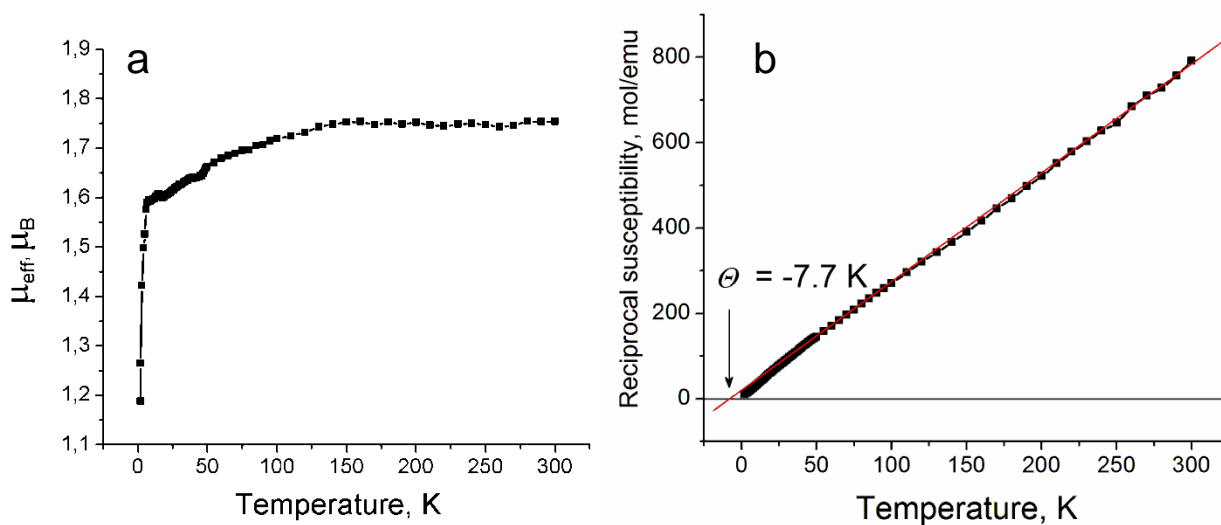 a
1,9
1,8
1,7
1,6
1,5
1,4
1,3
1,2
1,1
μeff, μB
0 50 100 150 200 250 300
Temperature, K
b
800
600
400
200
0
Reciprocal susceptibility, mol/emu
Θ = -7.7 K
0 50 100 150 200 250 300
Temperature, K